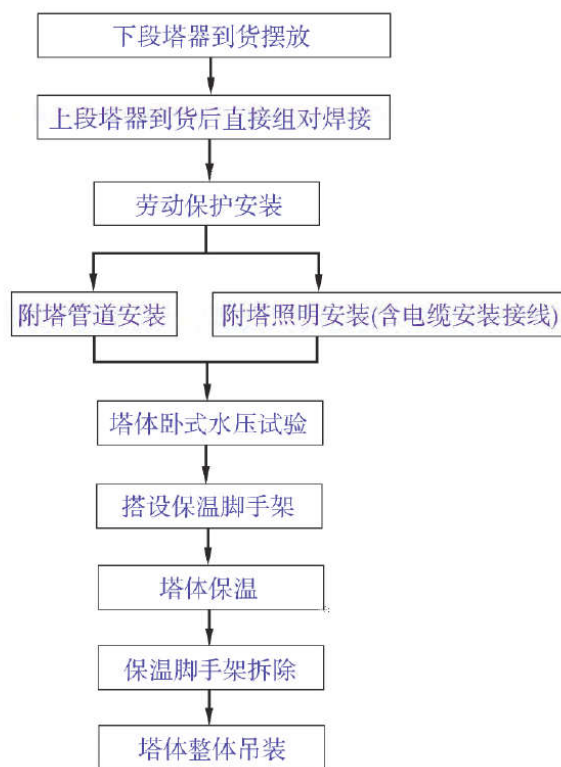 下段塔器到货摆放
上段塔器到货后直接组对焊接
劳动保护安装
附塔管道安装
附塔照明安装(含电缆安装接线)
塔体卧式水压试验
搭设保温脚手架
塔体保温
保温脚手架拆除
塔体整体吊装